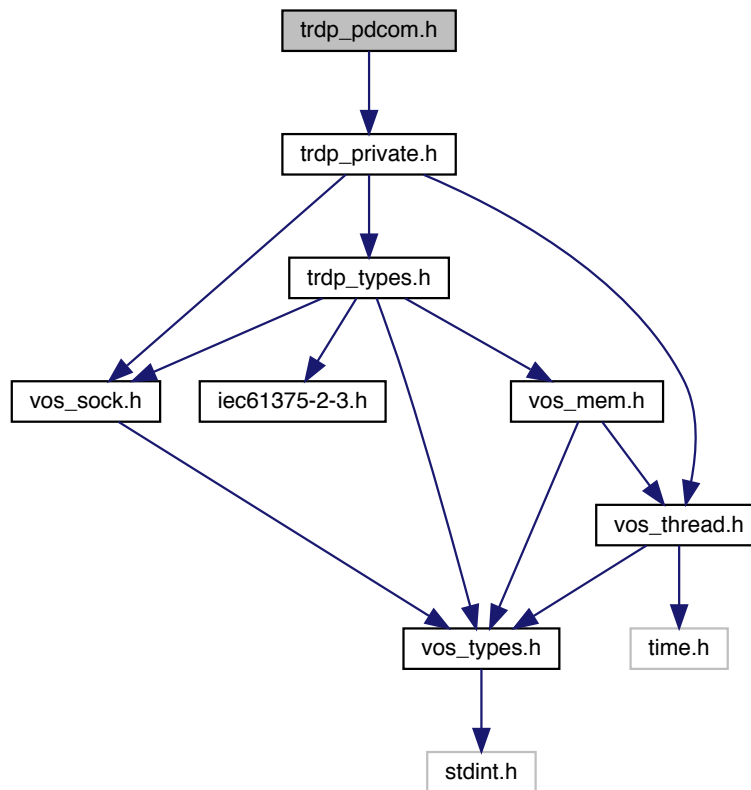 trdp_pdcom.h
trdp_private.h
trdp_types.h
vos_sock.h
iec61375-2-3.h
vos_mem.h
vos_thread.h
vos_types.h
time.h
stdint.h